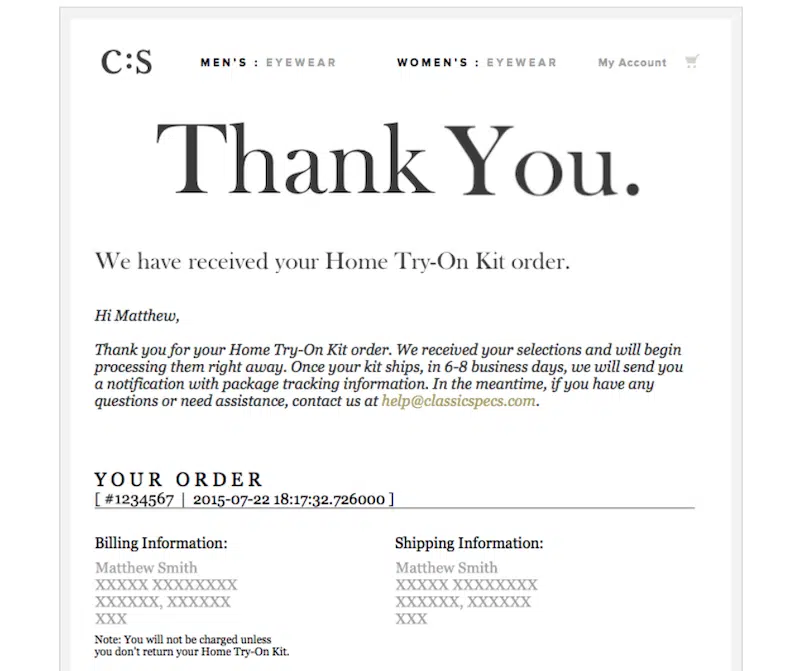 C:S MEN'S : EYEWEAR WOMEN'S : EYEWEAR My Account
Thank You.
We have received your Home Try-On Kit order.
Hi Matthew,
Thank you for your Home Try-On Kit order. We received your selections and will begin
processing them right away. Once your kit ships, in 6-8 business days, we will send you
a notification with package tracking information. In the meantime, if you have any
questions or need assistance, contact us at help@classicspecs.com.
YOUR ORDER
[ #1234567 | 2015-07-22 18:17:32.726000 ]
Billing Information:
Matthew Smith
XXXXX XXXXXXXX
XXXXXX, XXXXXX
XXX
Note: You will not be charged unless
you don't return your Home Try-On Kit.
Shipping Information:
Matthew Smith
XXXXX XXXXXXXX
XXXXXX, XXXXXX
XXX